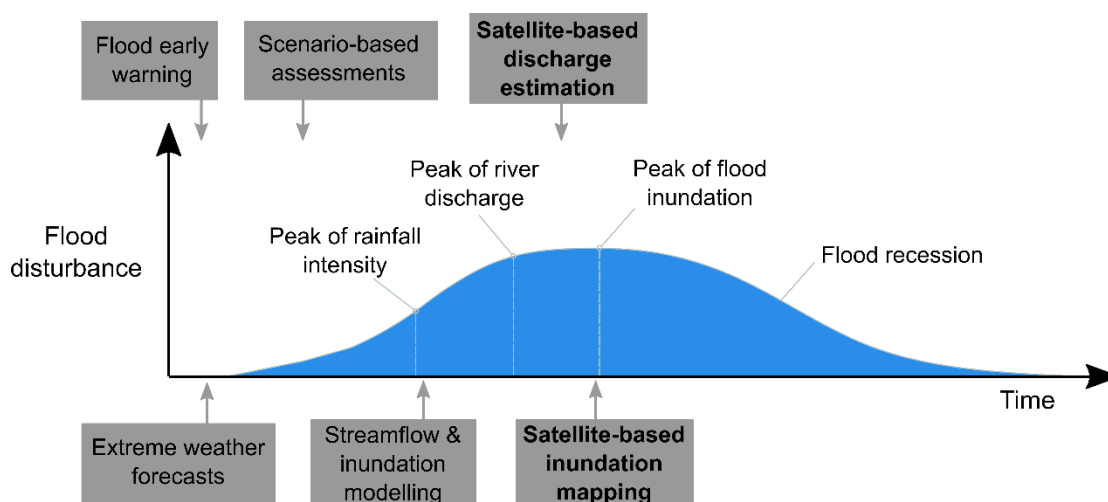 Flood early
warning
Scenario-based
assessments
Satellite-based
discharge
estimation
Peak of river
discharge
Peak of flood
inundation
Peak of rainfall
intensity
Flood
disturbance
Flood recession
Time
Extreme weather
forecasts
Streamflow &
inundation
modelling
Satellite-based
inundation
mapping